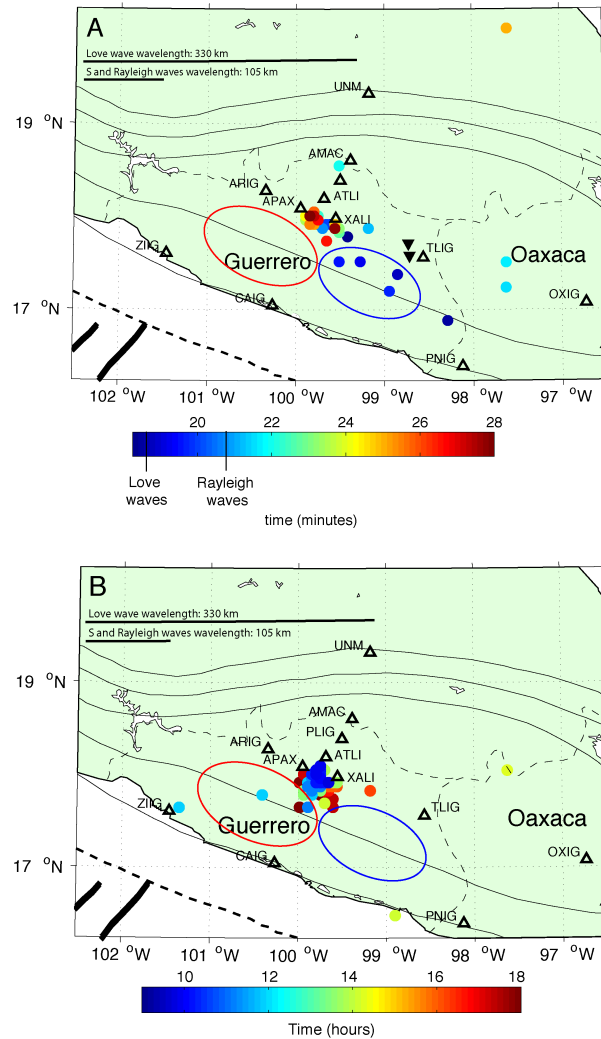 A
Love wave wavelength: 330 km
S and Rayleigh waves wavelength: 105 km
UNM
19 °N
AMAC
ARIG
ATLI
APAX
XALI
ZIIG
TLIG
Guerrero
Oaxaca
CAIG
OXIG
17 °N
PNIG
102 °W 101 °W 100 °W 99 °W 98 °W 97 °W
20 22 24 26 28
Love waves
Rayleigh waves
time (minutes)
B
Love wave wavelength: 330 km
S and Rayleigh waves wavelength: 105 km
UNM
19 °N
AMAC
PLIG
ARIG
ATLI
APAX
XALI
ZIIG
TLIG
Guerrero
Oaxaca
CAIG
OXIG
17 °N
PNIG
102 °W 101 °W 100 °W 99 °W 98 °W 97 °W
10 12 14 16 18
Time (hours)